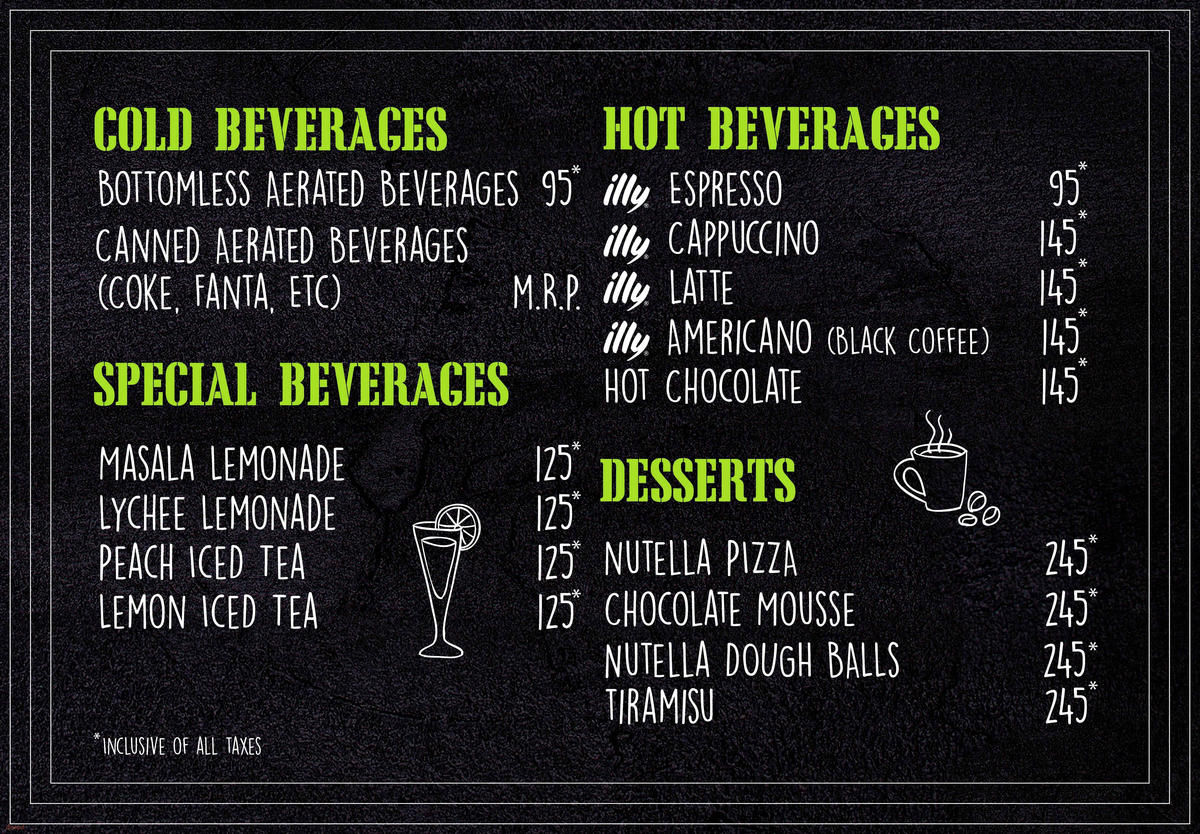 COLD BEVERAGES
BOTTOMLESS AERATED BEVERAGES 95*
CANNED AERATED BEVERAGES
(COKE, FANTA, ETC) M.R.P.
SPECIAL BEVERAGES
MASALA LEMONADE 125*
LYCHEE LEMONADE 125*
PEACH ICED TEA 125*
LEMON ICED TEA 125*
*INCLUSIVE OF ALL TAXES
HOT BEVERAGES
illy ESPRESSO 95*
illy CAPPUCCINO 145*
illy LATTE 145*
illy AMERICANO (BLACK COFFEE) 145*
HOT CHOCOLATE 145*
DESSERTS
NUTELLA PIZZA 245*
CHOCOLATE MOUSSE 245*
NUTELLA DOUGH BALLS 245*
TIRAMISU 245*